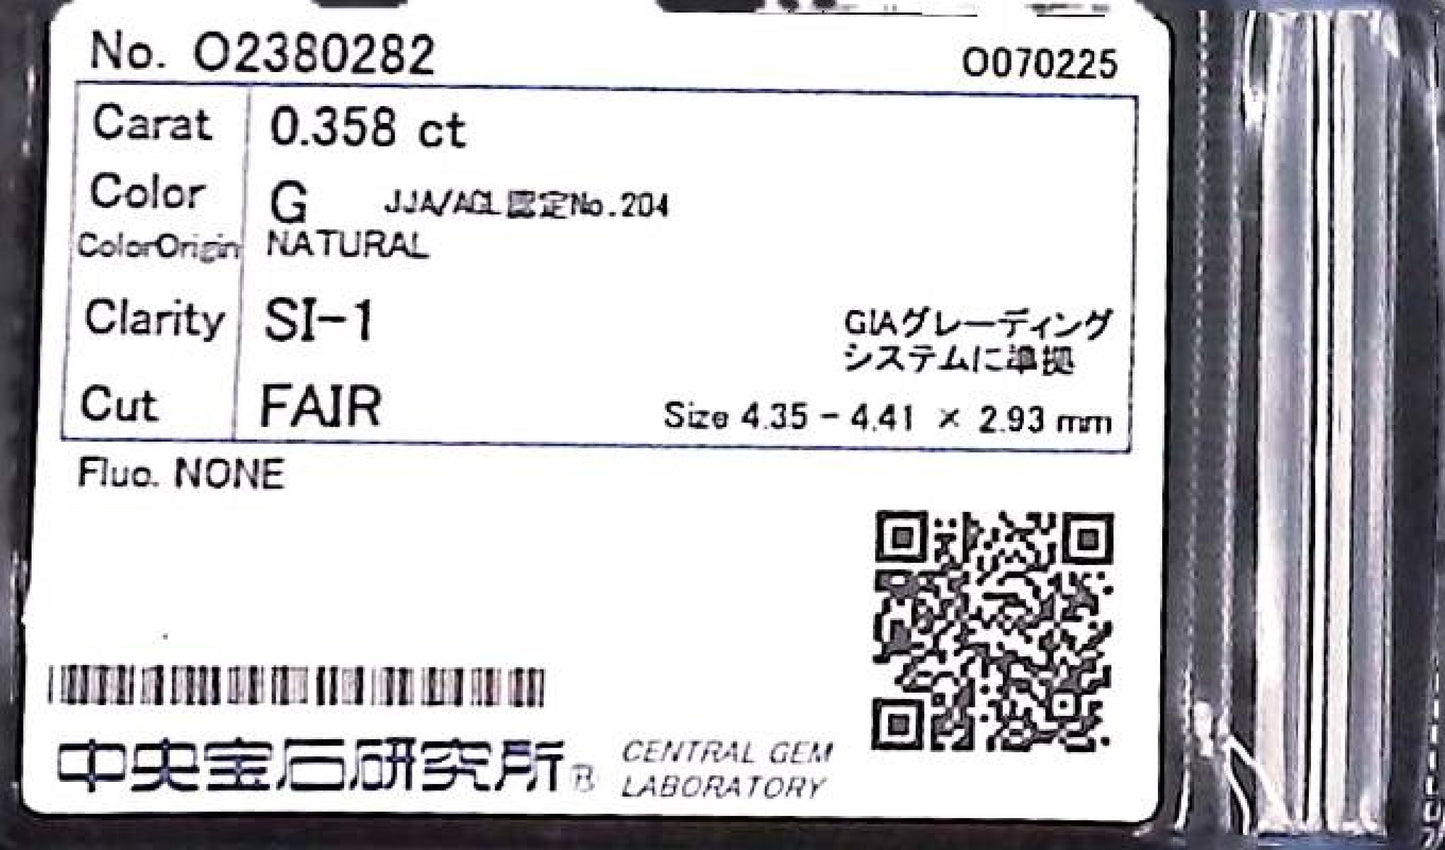 No. O2380282
O070225
Carat 0.358 ct
Color G JJA/AGL認定No.204
ColorOrigin NATURAL
Clarity SI-1
GIAグレーディング
システムに準拠
Cut FAIR
Size 4.35 - 4.41 × 2.93 mm
Fluo. NONE
中央宝石研究所®
CENTRAL GEM
LABORATORY